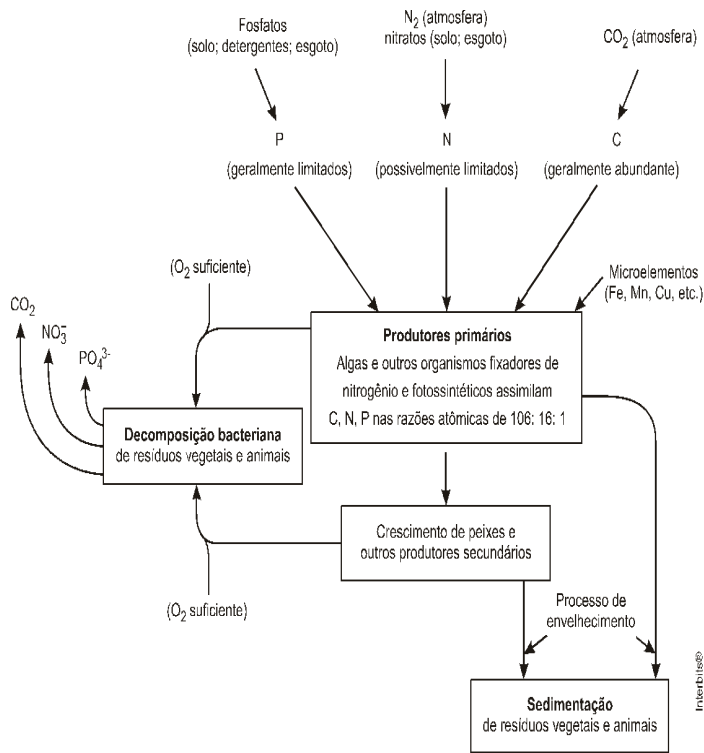 Fosfatos
(solo; detergentes; esgoto)
N₂ (atmosfera)
nitratos (solo; esgoto)
CO₂ (atmosfera)
P
(geralmente limitados)
N
(possivelmente limitados)
C
(geralmente abundante)
Microelementos
(Fe, Mn, Cu, etc.)
(O₂ suficiente)
CO₂
NO₃⁻
PO₄³⁻
Produtores primários
Algas e outros organismos fixadores de
nitrogênio e fotossintéticos assimilam
C, N, P nas razões atômicas de 106: 16: 1
Decomposição bacteriana
de resíduos vegetais e animais
Crescimento de peixes e
outros produtores secundários
(O₂ suficiente)
Processo de
envelhecimento
Sedimentação
de resíduos vegetais e animais
Interbits®